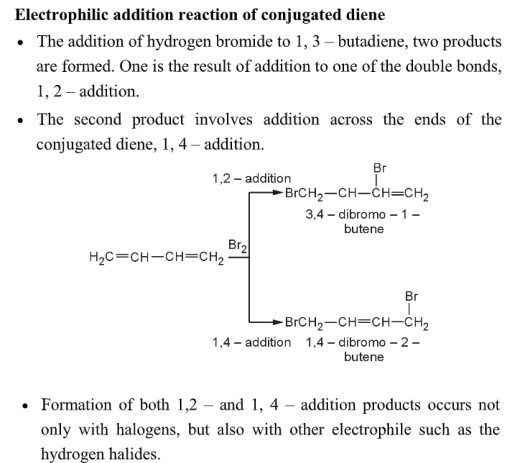 Electrophilic addition reaction of conjugated diene
• The addition of hydrogen bromide to 1, 3 – butadiene, two products
are formed. One is the result of addition to one of the double bonds,
1, 2 – addition.
• The second product involves addition across the ends of the
conjugated diene, 1, 4 – addition.
Br
1,2 – addition
BrCH₂—CH—CH=CH₂
3,4 – dibromo – 1 –
butene
Br₂
H₂C=CH—CH=CH₂
Br
BrCH₂—CH=CH—CH₂
1,4 – addition 1,4 – dibromo – 2 –
butene
• Formation of both 1,2 – and 1, 4 – addition products occurs not
only with halogens, but also with other electrophile such as the
hydrogen halides.